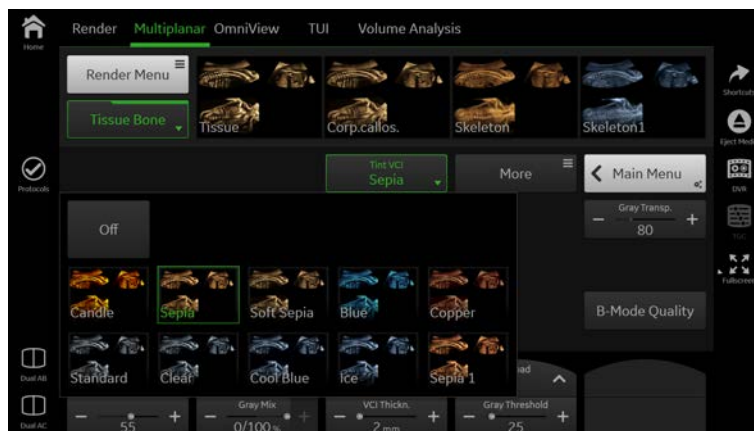 Render Multiplanar OmniView TUI Volume Analysis
Home
Render Menu
Tissue Bone
Tissue
Corp.callos.
Skeleton
Skeleton1
Shortcuts
Eject Media
Protocols
Tint VCI
Sepia
More
Main Menu
DVR
Off
Gray Transp.
80
TGC
Fullscreen
Candle
Sepia
Soft Sepia
Blue
Copper
B-Mode Quality
Standard
Clear
Cool Blue
Ice
Sepia 1
Dual AB
55
Gray Mix
0/100 %
VCI Thickn.
2 mm
Gray Threshold
25
Dual AC